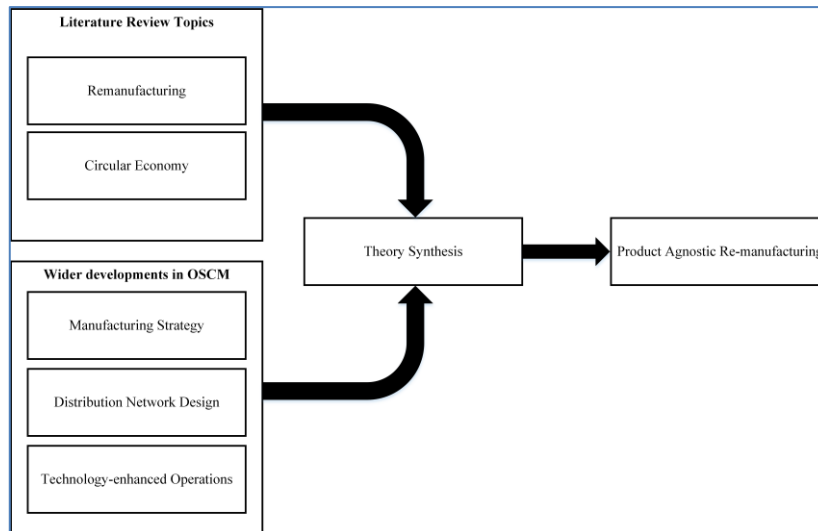 Literature Review Topics
Remanufacturing
Circular Economy
Wider developments in OSCM
Manufacturing Strategy
Distribution Network Design
Technology-enhanced Operations
Theory Synthesis
Product Agnostic Re-manufacturing